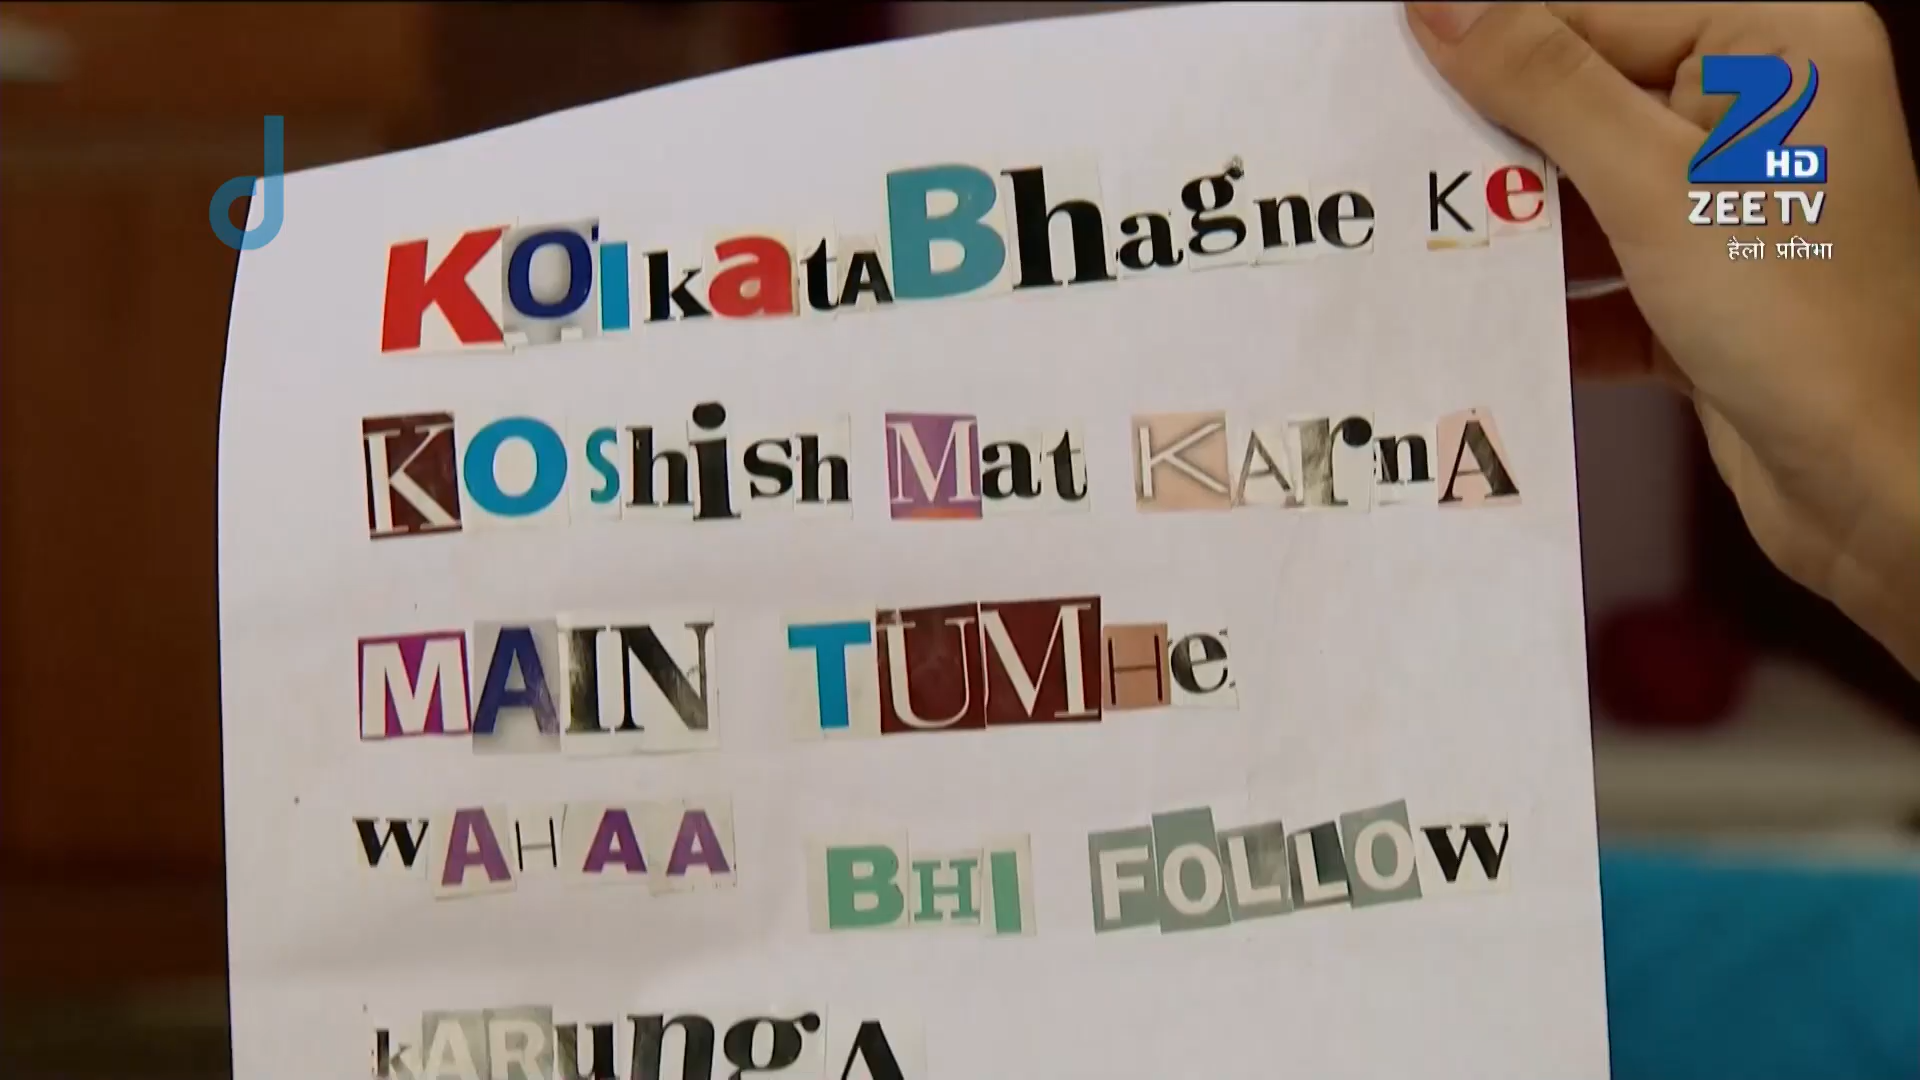 KOlkatABhagne Ke
KOShish Mat KArnA
MAIN TUMHe
wAHAA BHI FOLLOW
kARungA
HD
ZEE TV
हैलो प्रतिभा